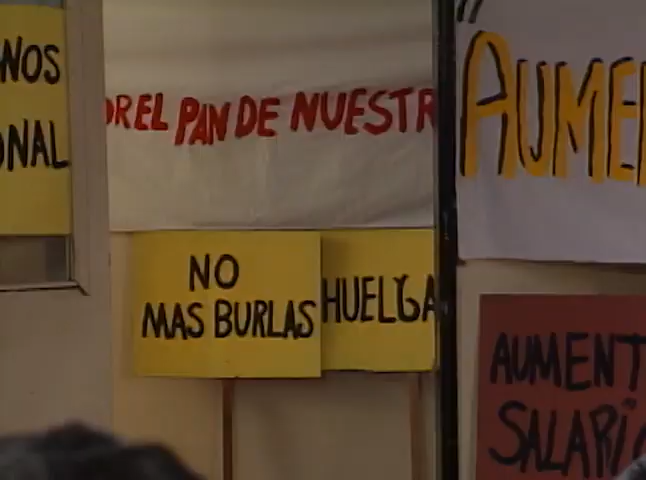 NOS
ONAL
OR EL PAN DE NUESTR
NO
MAS BURLAS
HUELGA
AUME
AUMENT
SALARI